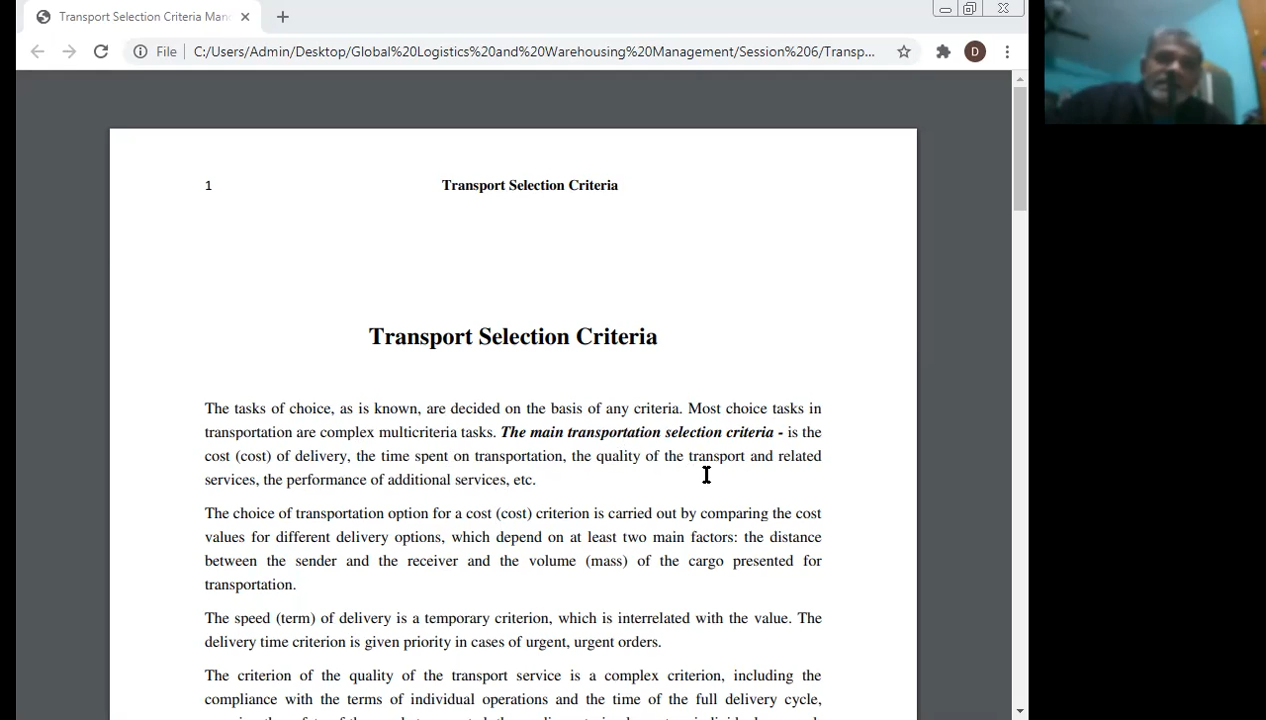 Transport Selection Criteria Man
File C:/Users/Admin/Desktop/Global%20Logistics%20and%20Warehousing%20Management/Session%206/Transp...
D
1 Transport Selection Criteria
Transport Selection Criteria
The tasks of choice, as is known, are decided on the basis of any criteria. Most choice tasks in
transportation are complex multicriteria tasks. The main transportation selection criteria - is the
cost (cost) of delivery, the time spent on transportation, the quality of the transport and related
services, the performance of additional services, etc.
The choice of transportation option for a cost (cost) criterion is carried out by comparing the cost
values for different delivery options, which depend on at least two main factors: the distance
between the sender and the receiver and the volume (mass) of the cargo presented for
transportation.
The speed (term) of delivery is a temporary criterion, which is interrelated with the value. The
delivery time criterion is given priority in cases of urgent, urgent orders.
The criterion of the quality of the transport service is a complex criterion, including the
compliance with the terms of individual operations and the time of the full delivery cycle,